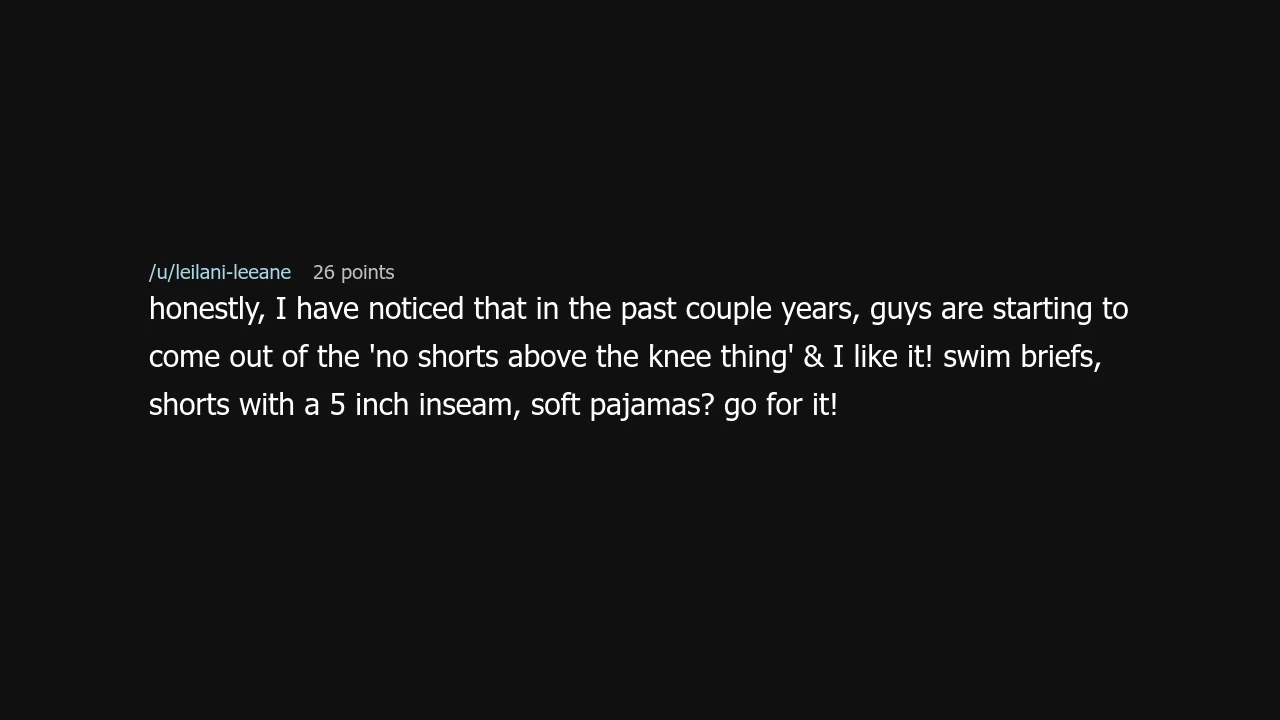 /u/leilani-leeane 26 points
honestly, I have noticed that in the past couple years, guys are starting to
come out of the 'no shorts above the knee thing' & I like it! swim briefs,
shorts with a 5 inch inseam, soft pajamas? go for it!